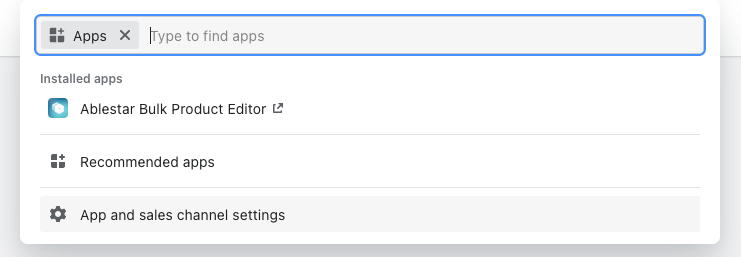 Apps Type to find apps
Installed apps
Ablestar Bulk Product Editor
Recommended apps
App and sales channel settings